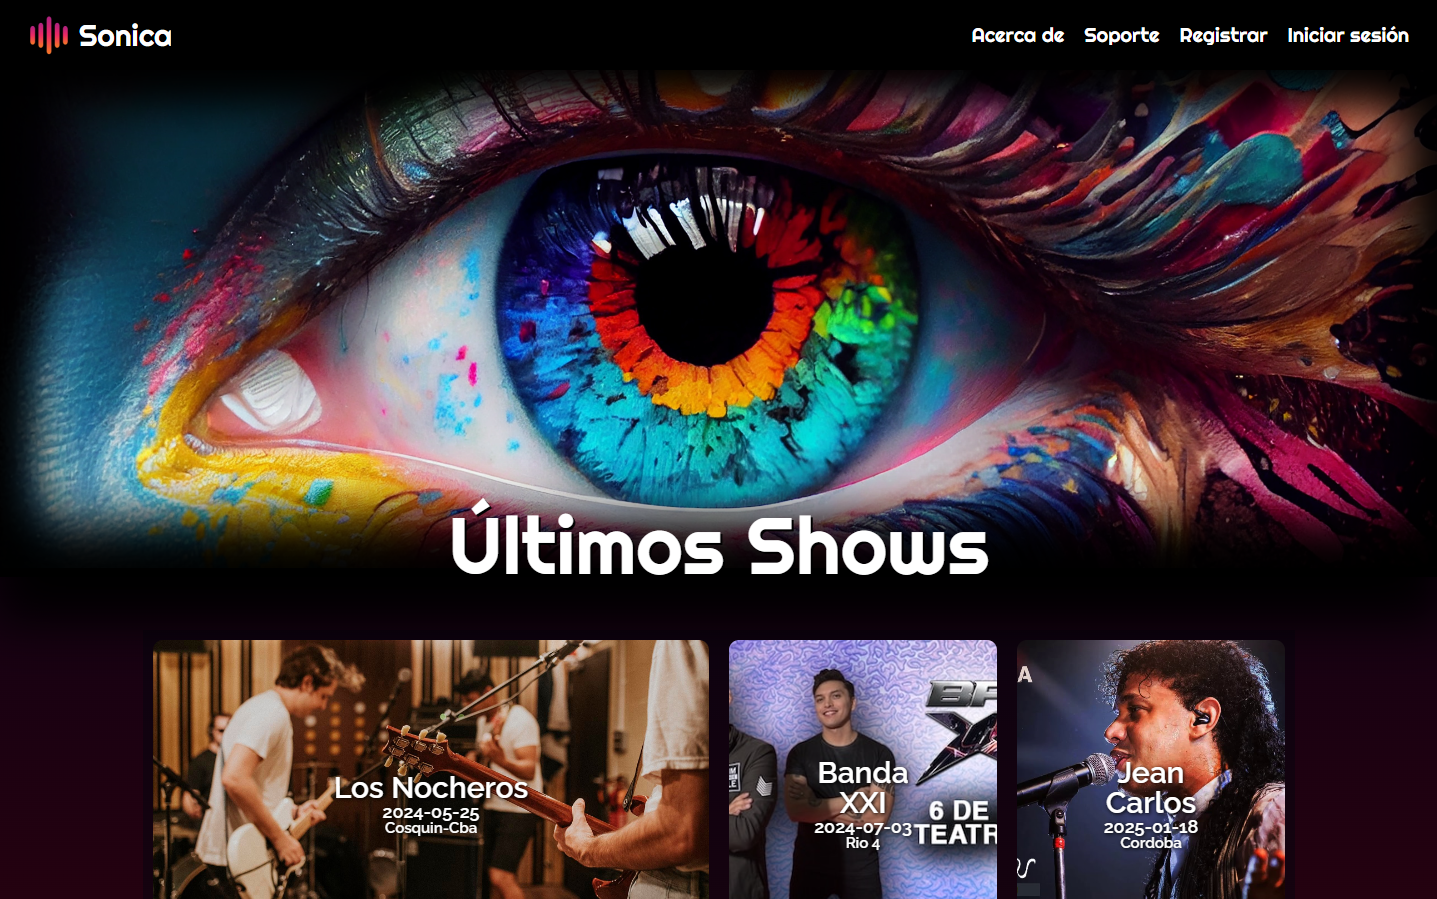 Sonica
Acerca de
Soporte
Registrar
Iniciar sesión
Últimos Shows
Los Nocheros
2024-05-25
Cosquin-Cba
Banda
XXI
2024-07-03
Rio 4
6 DE
TEATR
A
Jean
Carlos
2025-01-18
Cordoba